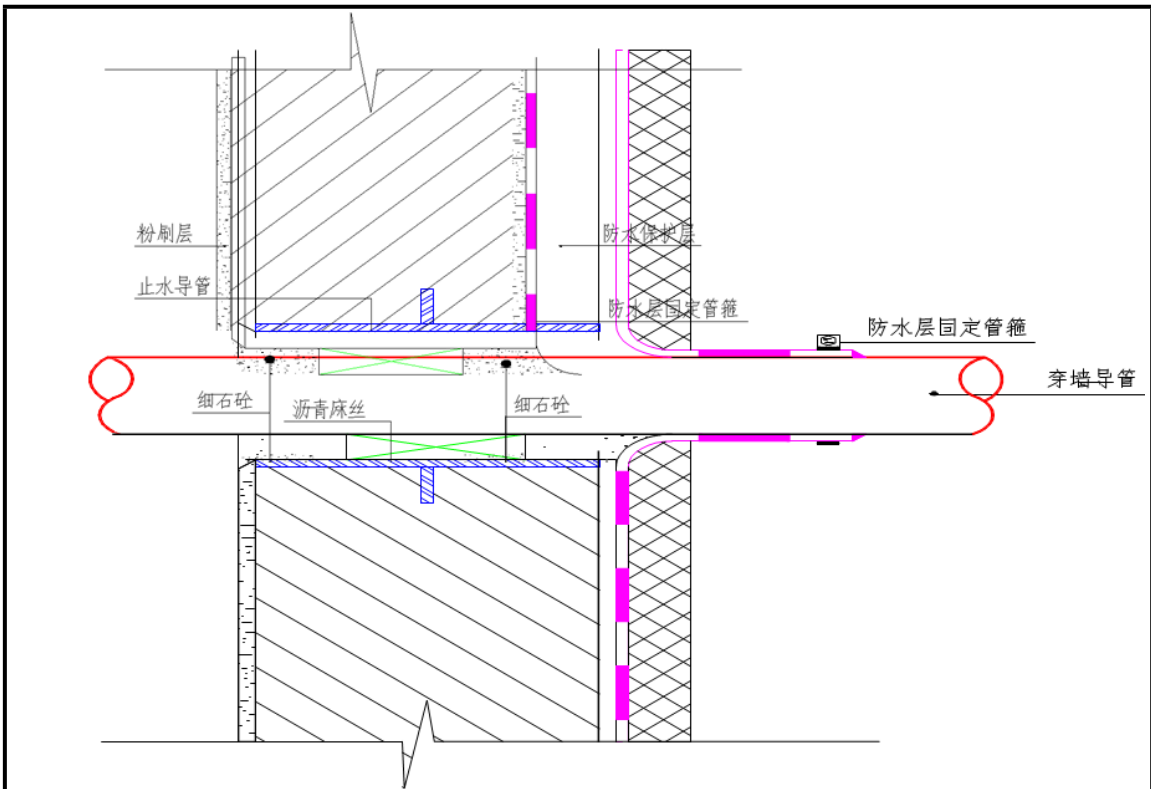 粉刷层
防水保护层
止水导管
防水层固定管箍
防水层固定管箍
穿墙导管
细石砼
沥青麻丝
细石砼